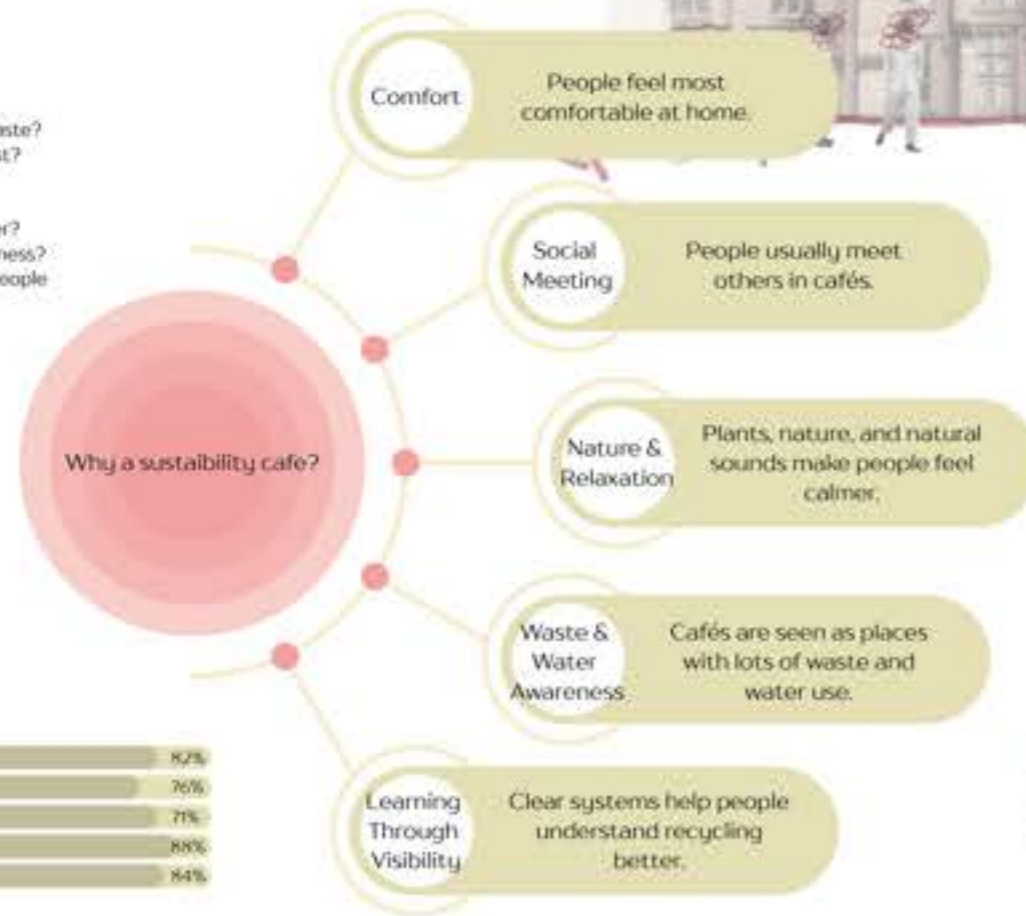 Comfort
People feel most
comfortable at home.
Social
Meeting
People usually meet
others in cafés.
Nature &
Relaxation
Plants, nature, and natural
sounds make people feel
calmer.
Why a sustaibility cafe?
Waste &
Water
Awareness
Cafés are seen as places
with lots of waste and
water use.
Learning
Through
Visibility
Clear systems help people
understand recycling
better.
82%
76%
71%
88%
84%